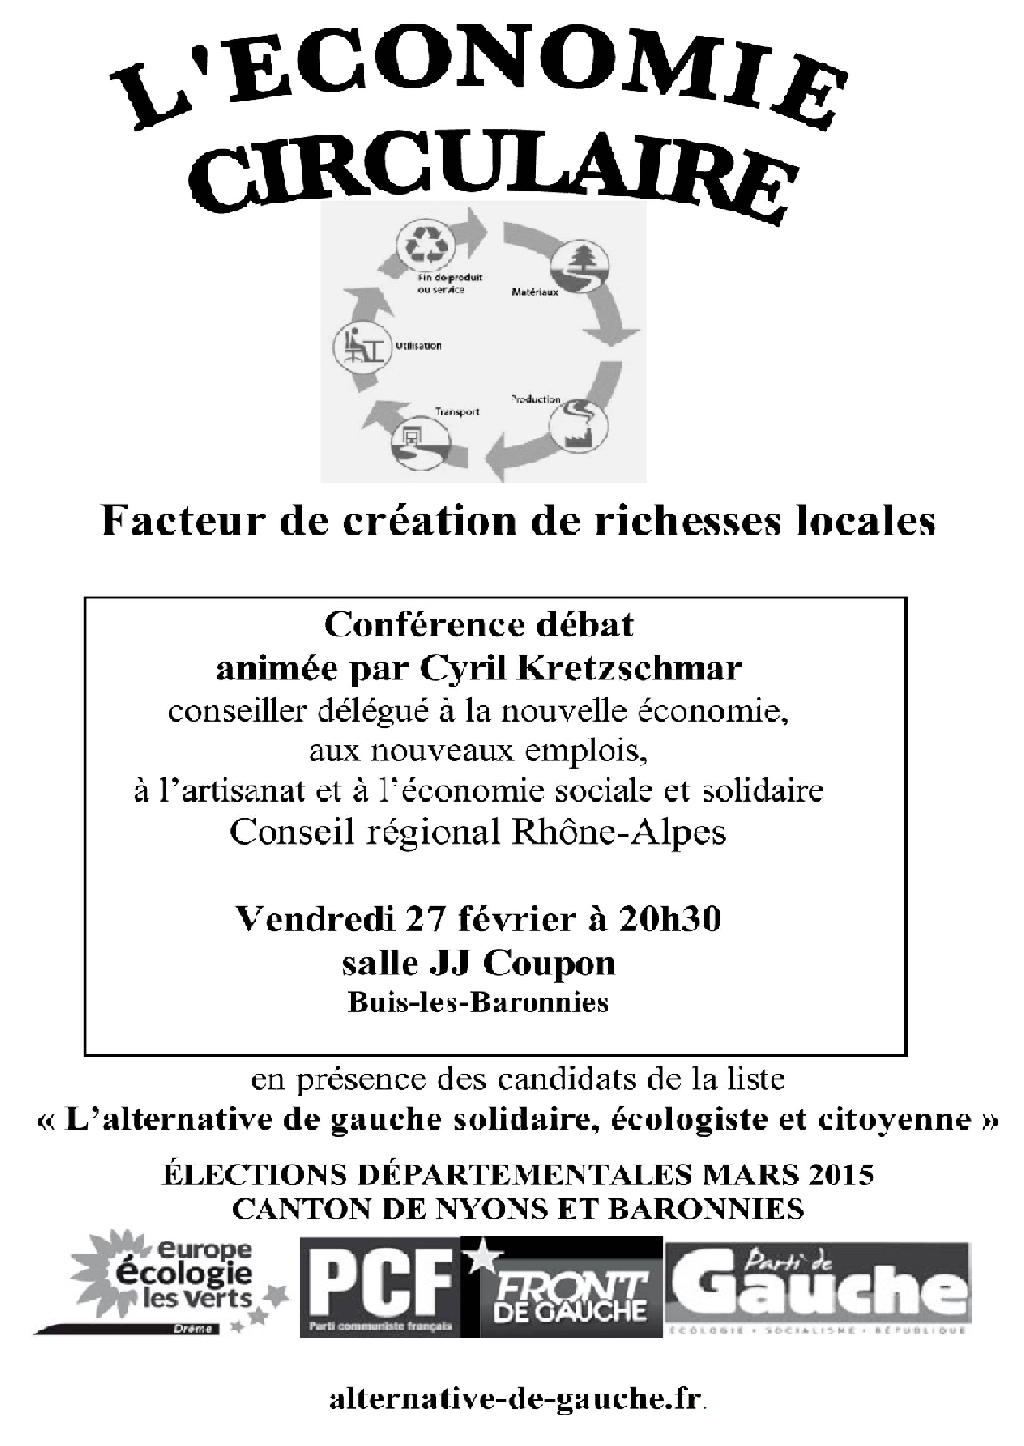 L'ECONOMIE
CIRCULAIRE
Fin de produit
ou service
Matériaux
Utilisation
Production
Transport
Facteur de création de richesses locales
Conférence débat
animée par Cyril Kretzschmar
conseiller délégué à la nouvelle économie,
aux nouveaux emplois,
à l’artisanat et à l’économie sociale et solidaire
Conseil régional Rhône-Alpes
Vendredi 27 février à 20h30
salle JJ Coupon
Buis-les-Baronnies
en présence des candidats de la liste
« L’alternative de gauche solidaire, écologiste et citoyenne »
ÉLECTIONS DÉPARTEMENTALES MARS 2015
CANTON DE NYONS ET BARONNIES
europe
écologie
les verts
Drôme
PCF
Parti communiste français
FRONT
DE GAUCHE
Parti de
Gauche
ECOLOGIE • SOCIALISME • RÉPUBLIQUE
alternative-de-gauche.fr.